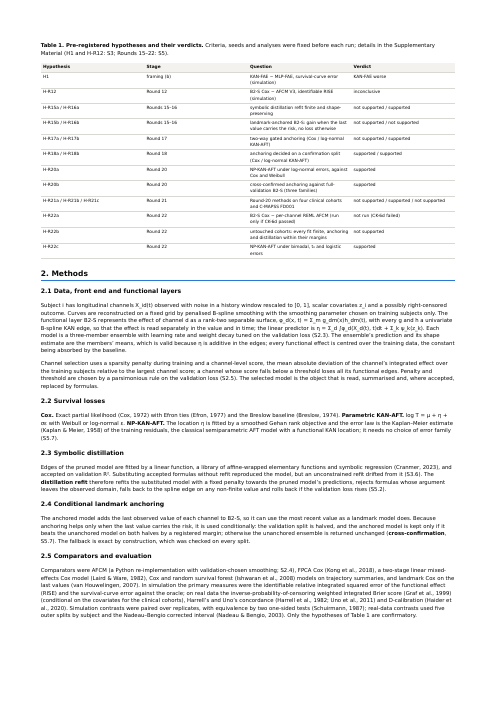 Table 1. Pre-registered hypotheses and their verdicts. Criteria, seeds and analyses were fixed before each run; details in the Supplementary
Material (H1 and H-R12: S3; Rounds 15–22: S5).
Hypothesis Stage Question Verdict
H1 framing (b) KAN-FAE − MLP-FAE, survival-curve error KAN-FAE worse
(simulation)
H-R12 Round 12 B2-S Cox − AFCM V3, identifiable RISE inconclusive
(simulation)
H-R15a / H-R16a Rounds 15–16 symbolic distillation refit finite and shape- not supported / supported
preserving
H-R15b / H-R16b Rounds 15–16 landmark-anchored B2-S: gain when the last not supported / supported
value carries the risk, no loss otherwise
H-R17a / H-R17b Round 17 two-way gated anchoring (Cox / log-normal not supported / not supported
KAN-AFT)
H-R18a / H-R18b Round 18 anchoring decided on a confirmation split supported / supported
(Cox / log-normal KAN-AFT)
H-R20a Round 20 NP-KAN-AFT under log-normal errors, against supported
Cox and Weibull
H-R20b Round 20 cross-confirmed anchoring against full- supported
validation B2-S (three families)
H-R21a / H-R21b / H-R21c Round 21 Round-20 methods on four clinical cohorts not supported / supported / not supported
and C-MAPSS FD001
H-R22a Round 22 B2-S Cox − per-channel REML AFCM (run not run (CK-6d failed)
only if CH-6d passed)
H-R22b Round 22 untouched cohorts: every fit finite, anchoring supported
and distillation within their margins
H-R22c Round 22 NP-KAN-AFT under bimodal, t₅ and logistic supported
errors
2. Methods
2.1 Data, front end and functional layers
Subject i has longitudinal channels X_id(t) observed with noise in a history window rescaled to [0, 1], scalar covariates z_i and a possibly right-censored
outcome. Curves are reconstructed on a fixed grid by penalised B-spline smoothing with the smoothing parameter chosen on training subjects only. The
functional layer B2-S represents the effect of channel d as a rank-two separable surface, ψ_d(x, t) = Σ_m g_dm(x)h_dm(t), with every g and h a univariate
B-spline KAN edge, so that the effect is read separately in the value and in time; the linear predictor is η = Σ_d ∫ψ_d(X_d(t), t)dt + Σ_k φ_k(z_k). Each
model is a three-member ensemble with learning rate and weight decay tuned on the validation loss (S2.3). The ensemble's prediction and its shape
estimate are the members' means, which is valid because η is additive in the edges; every functional effect is centred over the training data, the constant
being absorbed by the baseline.
Channel selection uses a sparsity penalty during training and a channel-level score, the mean absolute deviation of the channel's integrated effect over
the training subjects relative to the largest channel; a channel whose score falls below a threshold loses all its functional edges. Penalty and
threshold are chosen by a parsimonious rule on the validation loss (S2.5). The selected model is the object that is read, summarised and, where accepted,
replaced by formulas.
2.2 Survival losses
Cox. Exact partial likelihood (Cox, 1972) with Efron ties (Efron, 1977) and the Breslow baseline (Breslow, 1974). Parametric KAN-AFT. log T = μ + η +
σε with Weibull or log-normal ε. NP-KAN-AFT. The location η is fitted by a smoothed Gehan rank objective and the error law is the Kaplan-Meier estimate
(Kaplan & Meier, 1958) of the training residuals, the classical semiparametric AFT model with a functional KAN location; it needs no choice of error family
(S5.7).
2.3 Symbolic distillation
Edges of the pruned model are fitted by a linear function, a library of affine-wrapped elementary functions and symbolic regression (Cranmer, 2023), and
accepted on validation R². Substituting accepted formulas without refit reproduced the model, but an unconstrained refit drifted from it (S3.6). The
distillation refit therefore refits the substituted model with a fixed penalty towards the pruned model's predictions, rejects formulas whose argument
leaves the observed domain, falls back to the spline edge on any non-finite value and rolls back if the validation loss rises (S5.2).
2.4 Conditional landmark anchoring
The anchored model adds the last observed value of each channel to B2-S, so it can use the most recent value as a landmark model does. Because
anchoring helps only when the last value carries the risk, it is used conditionally: the validation split is halved, and the anchored model is kept only if it
beats the unanchored model on both halves by a registered margin; otherwise the unanchored ensemble is returned unchanged (cross-confirmation,
S5.7). The fallback is exact by construction, which was checked on every split.
2.5 Comparators and evaluation
Comparators were AFCM (a Python re-implementation with validation-chosen smoothing; S2.4), FPCA Cox (Kong et al., 2018), a two-stage linear mixed-
effects Cox model (Laird & Ware, 1982), Cox and random survival forest (Ishwaran et al., 2008) models on trajectory summaries, and landmark Cox on the
last values (van Houwelingen, 2007). In simulation the primary measures were the identifiable relative integrated squared error of the functional effect
(RISE) and the survival-curve error against the oracle; on real data the inverse-probability-of-censoring weighted integrated Brier score (Graf et al., 1999)
(conditional on the covariates for the clinical cohorts), Harrell's and Uno's concordance (Harrell et al., 1982; Uno et al., 2011) and D-calibration (Haider et
al., 2020). Simulation contrasts were paired over replicates, with equivalence by two one-sided tests (Schuirmann, 1987); real-data contrasts used five
outer splits by subject and the Nadeau-Bengio corrected interval (Nadeau & Bengio, 2003). Only the hypotheses of Table 1 are confirmatory.